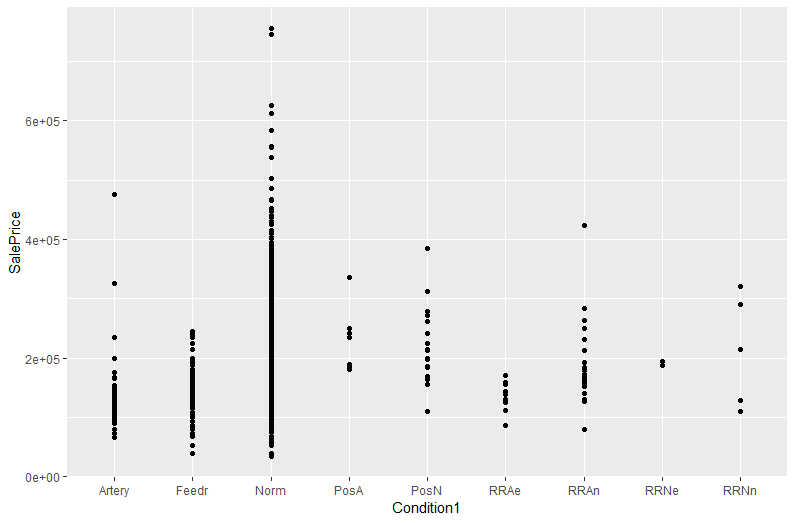 SalePrice
6e+05
4e+05
2e+05
0e+00
Artery Feedr Norm PosA PosN RRAe RRAn RRNe RRNn
Condition1